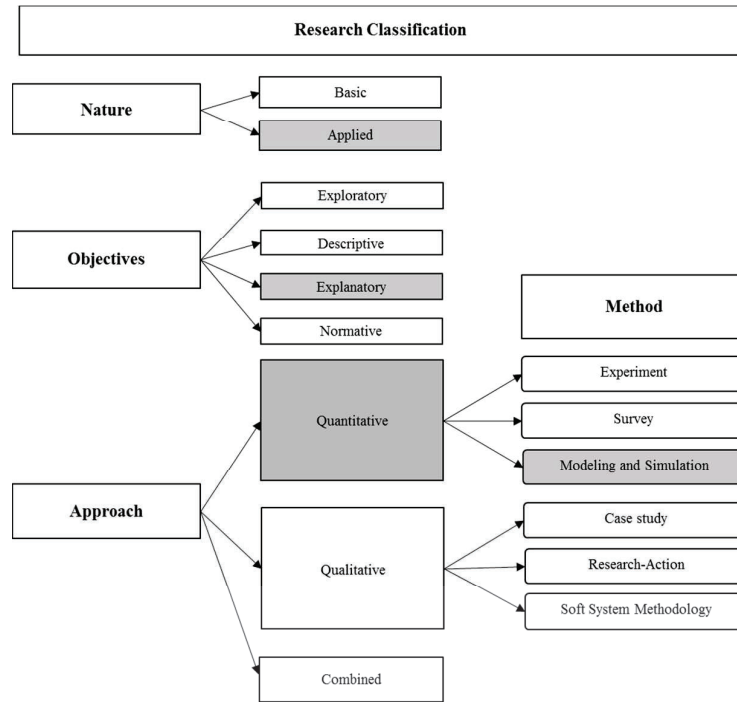 Research Classification
Nature
Basic
Applied
Objectives
Exploratory
Descriptive
Explanatory
Normative
Method
Approach
Quantitative
Experiment
Survey
Modeling and Simulation
Qualitative
Case study
Research-Action
Soft System Methodology
Combined